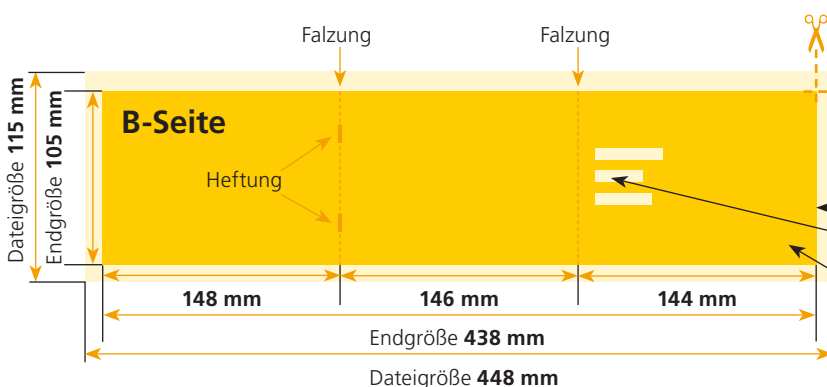 Falzung
Falzung
B-Seite
Heftung
Dateigröße 115 mm
Endgröße 105 mm
148 mm
146 mm
144 mm
Endgröße 438 mm
Dateigröße 448 mm